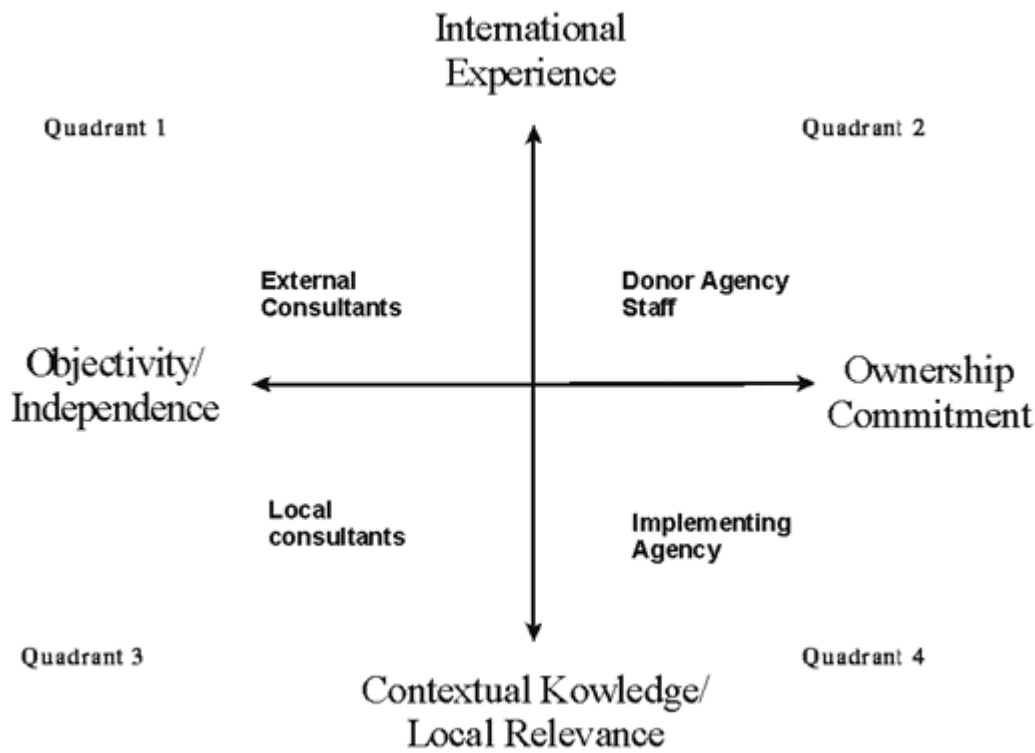 International
Experience
Quadrant 1
Quadrant 2
External
Consultants
Donor Agency
Staff
Objectivity/
Independence
Ownership
Commitment
Local
consultants
Implementing
Agency
Quadrant 3
Quadrant 4
Contextual Kowledge/
Local Relevance